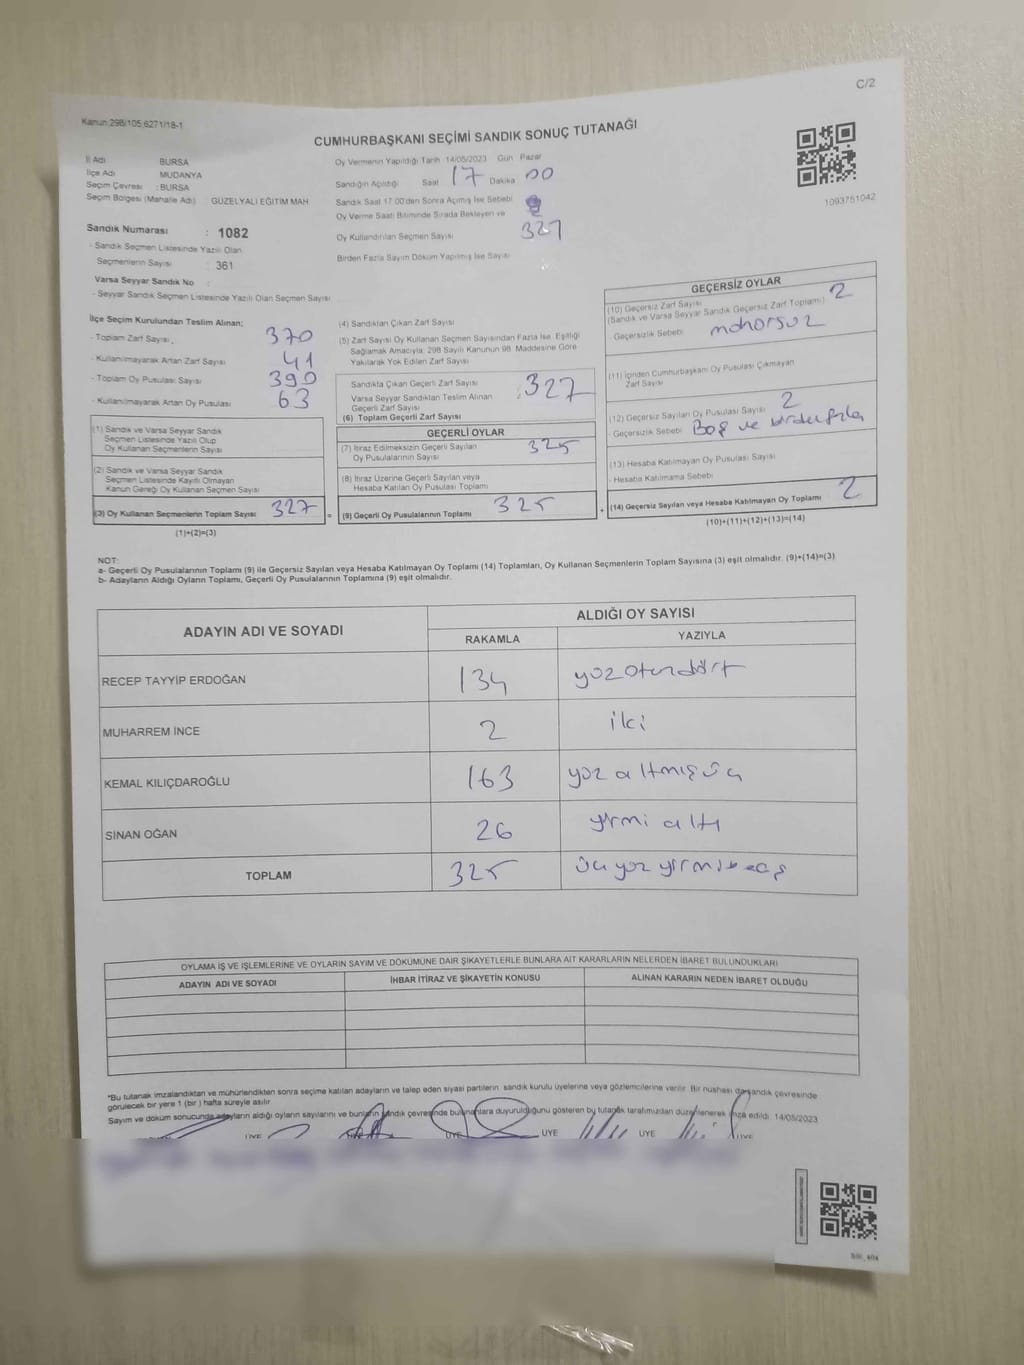 C/2
Kanun:298/105;6271/18-1
CUMHURBAŞKANI SEÇİMİ SANDIK SONUÇ TUTANAĞI
1093751042
İl Adı BURSA
İlçe Adı MUDANYA
Seçim Çevresi : BURSA
Seçim Bölgesi (Mahalle Adı) GÜZELYALI EĞİTİM MAH
Sandık Numarası : 1082
- Sandık Seçmen Listesinde Yazılı Olan
Seçmenlerin Sayısı : 361
Varsa Seyyar Sandık No :
- Seyyar Sandık Seçmen Listesinde Yazılı Olan Seçmen Sayısı
Oy Vermenin Yapıldığı Tarih 14/05/2023 Gün Pazar
Sandığın Açıldığı Saat 17 Dakika 00
Sandık Saat 17.00'den Sonra Açılmış İse Sebebi
Oy Verme Saati Bitiminde Sırada Bekleyen ve
Oy Kullandırılan Seçmen Sayısı 327
Birden Fazla Sayım Döküm Yapılmış İse Sayısı
İlçe Seçim Kurulundan Teslim Alınan;
- Toplam Zarf Sayısı, 370
- Kullanılmayarak Artan Zarf Sayısı 41
- Toplam Oy Pusulası Sayısı 390
- Kullanılmayarak Artan Oy Pusulası 63
(1) Sandık ve Varsa Seyyar Sandık
Seçmen Listesinde Yazılı Olup
Oy Kullanan Seçmenlerin Sayısı
(2) Sandık ve Varsa Seyyar Sandık
Seçmen Listesinde Kayıtlı Olmayan
Kanun Gereği Oy Kullanan Seçmen Sayısı
(3) Oy Kullanan Seçmenlerin Toplam Sayısı 327 =
(1)+(2)=(3)
(4) Sandıktan Çıkan Zarf Sayısı
(5) Zarf Sayısı Oy Kullanan Seçmen Sayısından Fazla İse, Eşitliği
Sağlamak Amacıyla; 298 Sayılı Kanunun 98. Maddesine Göre
Yakılarak Yok Edilen Zarf Sayısı
Sandıkta Çıkan Geçerli Zarf Sayısı : 327
Varsa Seyyar Sandıktan Teslim Alınan
Geçerli Zarf Sayısı
(6) Toplam Geçerli Zarf Sayısı
GEÇERLİ OYLAR
(7) İtiraz Edilmeksizin Geçerli Sayılan 325
Oy Pusulalarının Sayısı
(8) İtiraz Üzerine Geçerli Sayılan veya
Hesaba Katılan Oy Pusulası Toplamı
(9) Geçerli Oy Pusulalarının Toplamı 325 +
GEÇERSİZ OYLAR
(10) Geçersiz Zarf Sayısı 2
(Sandık ve Varsa Seyyar Sandık Geçersiz Zarf Toplamı)
- Geçersizlik Sebebi: mühürsüz
(11) İçinden Cumhurbaşkanı Oy Pusulası Çıkmayan
Zarf Sayısı
(12) Geçersiz Sayılan Oy Pusulası Sayısı 2
- Geçersizlik Sebebi Boş ve birden fazla
(13) Hesaba Katılmayan Oy Pusulası Sayısı
- Hesaba Katılmama Sebebi
(14) Geçersiz Sayılan veya Hesaba Katılmayan Oy Toplamı 2
(10)+(11)+(12)+(13)=(14)
NOT:
a- Geçerli Oy Pusulalarının Toplamı (9) ile Geçersiz Sayılan veya Hesaba Katılmayan Oy Toplamı (14) Toplamları, Oy Kullanan Seçmenlerin Toplam Sayısına (3) eşit olmalıdır. (9)+(14)=(3)
b- Adayların Aldığı Oyların Toplamı, Geçerli Oy Pusulalarının Toplamına (9) eşit olmalıdır.
ADAYIN ADI VE SOYADI ALDIĞI OY SAYISI
RAKAMLA YAZIYLA
RECEP TAYYİP ERDOĞAN 134 yüz otuz dört
MUHARREM İNCE 2 iki
KEMAL KILIÇDAROĞLU 163 yüz altmış üç
SİNAN OĞAN 26 yirmi altı
TOPLAM 325 üç yüz yirmi beş
OYLAMA İŞ VE İŞLEMLERİNE VE OYLARIN SAYIM VE DÖKÜMÜNE DAİR ŞİKAYETLERLE BUNLARA AİT KARARLARIN NELERDEN İBARET BULUNDUKLARI
ADAYIN ADI VE SOYADI İHBAR İTİRAZ VE ŞİKAYETİN KONUSU ALINAN KARARIN NEDEN İBARET OLDUĞU
*Bu tutanak imzalandıktan ve mühürlendikten sonra seçime katılan adayların ve talep eden siyasi partilerin sandık kurulu üyelerine veya gözlemcilerine verilir. Bir nüshası da sandık çevresinde
görülecek bir yere 1 (bir ) hafta süreyle asılır
Sayım ve döküm sonucunda adayların aldığı oyların sayılarını ve bunların sandık çevresinde bulunanlara duyurulduğunu gösteren bu tutanak tarafımızdan düzenlenerek imza edildi. 14/05/2023
ÜYE ÜYE ÜYE ÜYE ÜYE